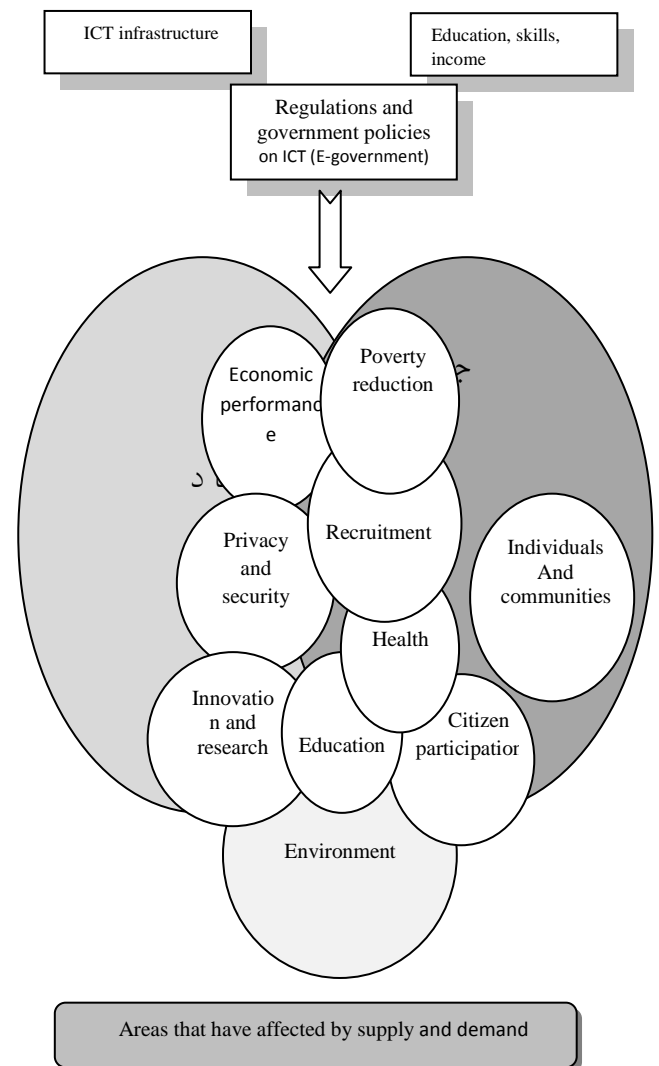 ICT infrastructure
Education, skills,
income
Regulations and
government policies
on ICT (E-government)
Poverty
reduction
Economic
performanc
e
Recruitment
Privacy
and
security
Individuals
And
communities
Health
Innovatio
n and
research
Education
Citizen
participation
Environment
Areas that have affected by supply and demand